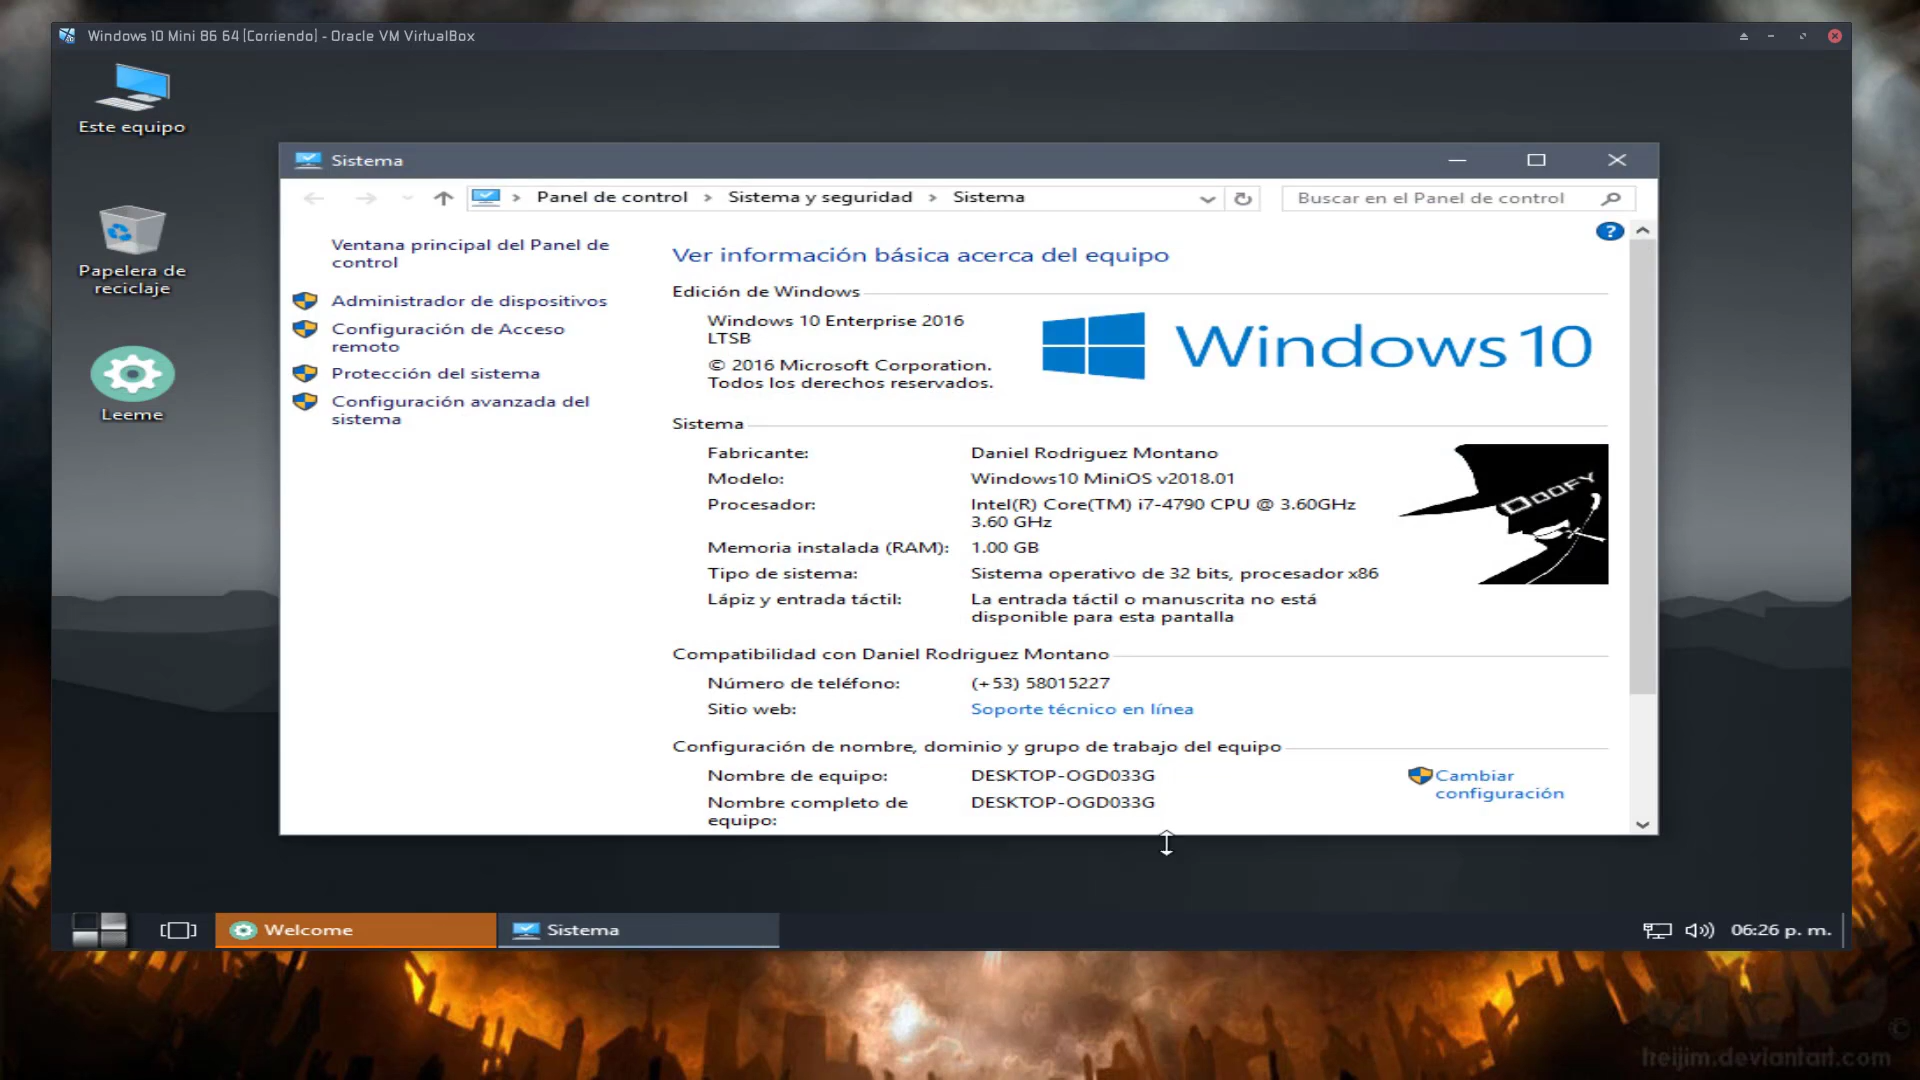 Windows 10 Mini 86 64 [Corriendo] - Oracle VM VirtualBox
Este equipo
Papelera de
reciclaje
Leeme
Sistema
Panel de control > Sistema y seguridad > Sistema
Buscar en el Panel de control
Ventana principal del Panel de
control
Administrador de dispositivos
Configuración de Acceso
remoto
Protección del sistema
Configuración avanzada del
sistema
?
Ver información básica acerca del equipo
Edición de Windows
Windows 10 Enterprise 2016
LTSB
© 2016 Microsoft Corporation.
Todos los derechos reservados.
Windows 10
Sistema
Fabricante: Daniel Rodriguez Montano
Modelo: Windows10 MiniOS v2018.01
Procesador: Intel(R) Core(TM) i7-4790 CPU @ 3.60GHz
3.60 GHz
Memoria instalada (RAM): 1.00 GB
Tipo de sistema: Sistema operativo de 32 bits, procesador x86
Lápiz y entrada táctil: La entrada táctil o manuscrita no está
disponible para esta pantalla
DOOFY
Compatibilidad con Daniel Rodriguez Montano
Número de teléfono: (+53) 58015227
Sitio web: Soporte técnico en línea
Configuración de nombre, dominio y grupo de trabajo del equipo
Nombre de equipo: DESKTOP-OGD033G
Nombre completo de DESKTOP-OGD033G
equipo:
Cambiar
configuración
Welcome
Sistema
06:26 p. m.
heijim.deviantart.com